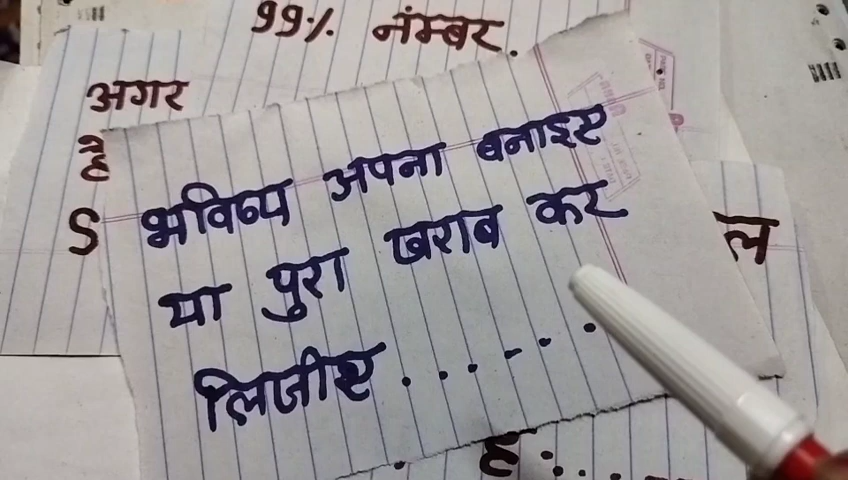 99% नंम्बर.
अगर
है
S
भविष्य अपना बनाइए
या पुरा खराब कर
लिजीए......
ल
है...